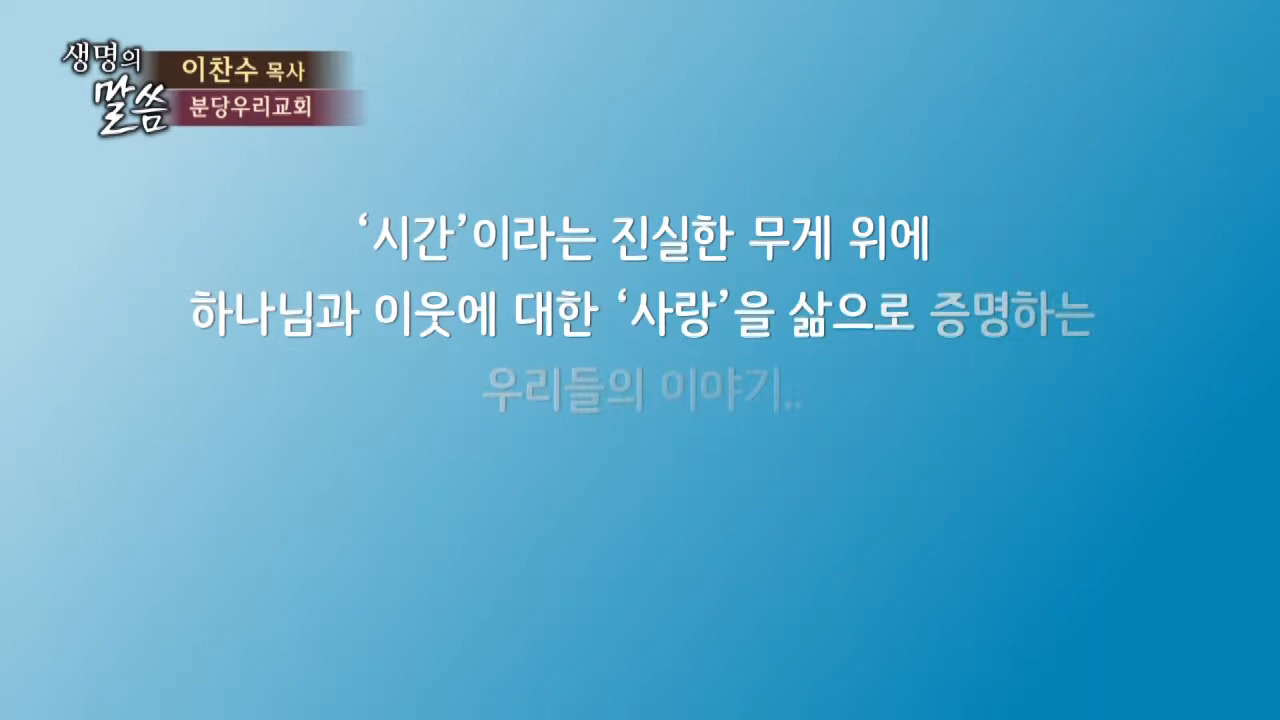 생명의
말씀
이찬수 목사
분당우리교회
‘시간’이라는 진실한 무게 위에
하나님과 이웃에 대한 ‘사랑’을 삶으로 증명하는
우리들의 이야기..